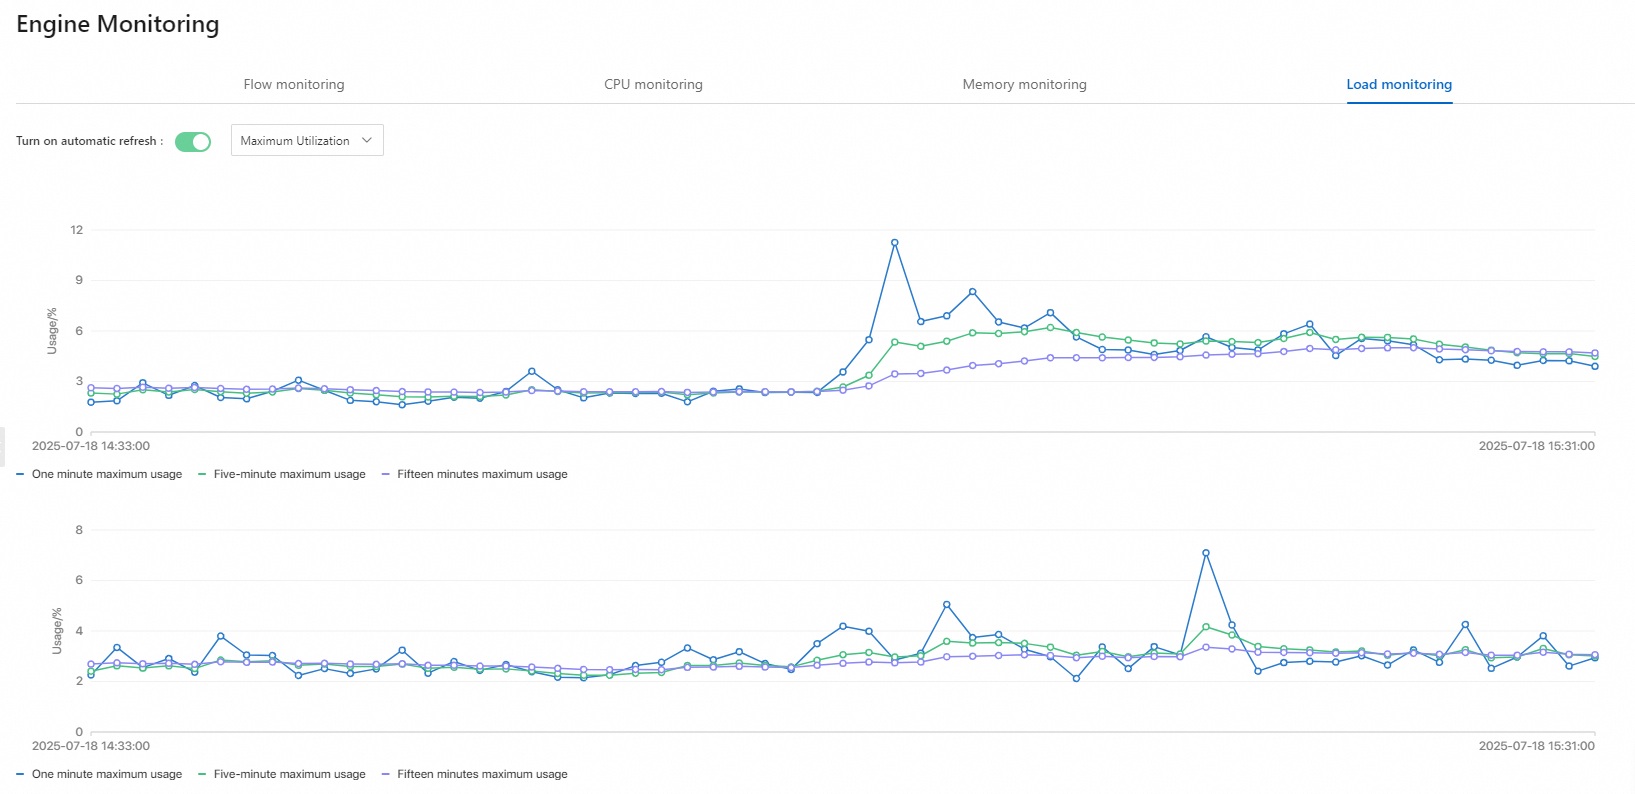 Engine Monitoring
Flow monitoring CPU monitoring Memory monitoring Load monitoring
Turn on automatic refresh : Maximum Utilization
12
9
6
3
0
Usage/%
2025-07-18 14:33:00 2025-07-18 15:31:00
One minute maximum usage Five-minute maximum usage Fifteen minutes maximum usage
8
6
4
2
0
Usage/%
2025-07-18 14:33:00 2025-07-18 15:31:00
One minute maximum usage Five-minute maximum usage Fifteen minutes maximum usage